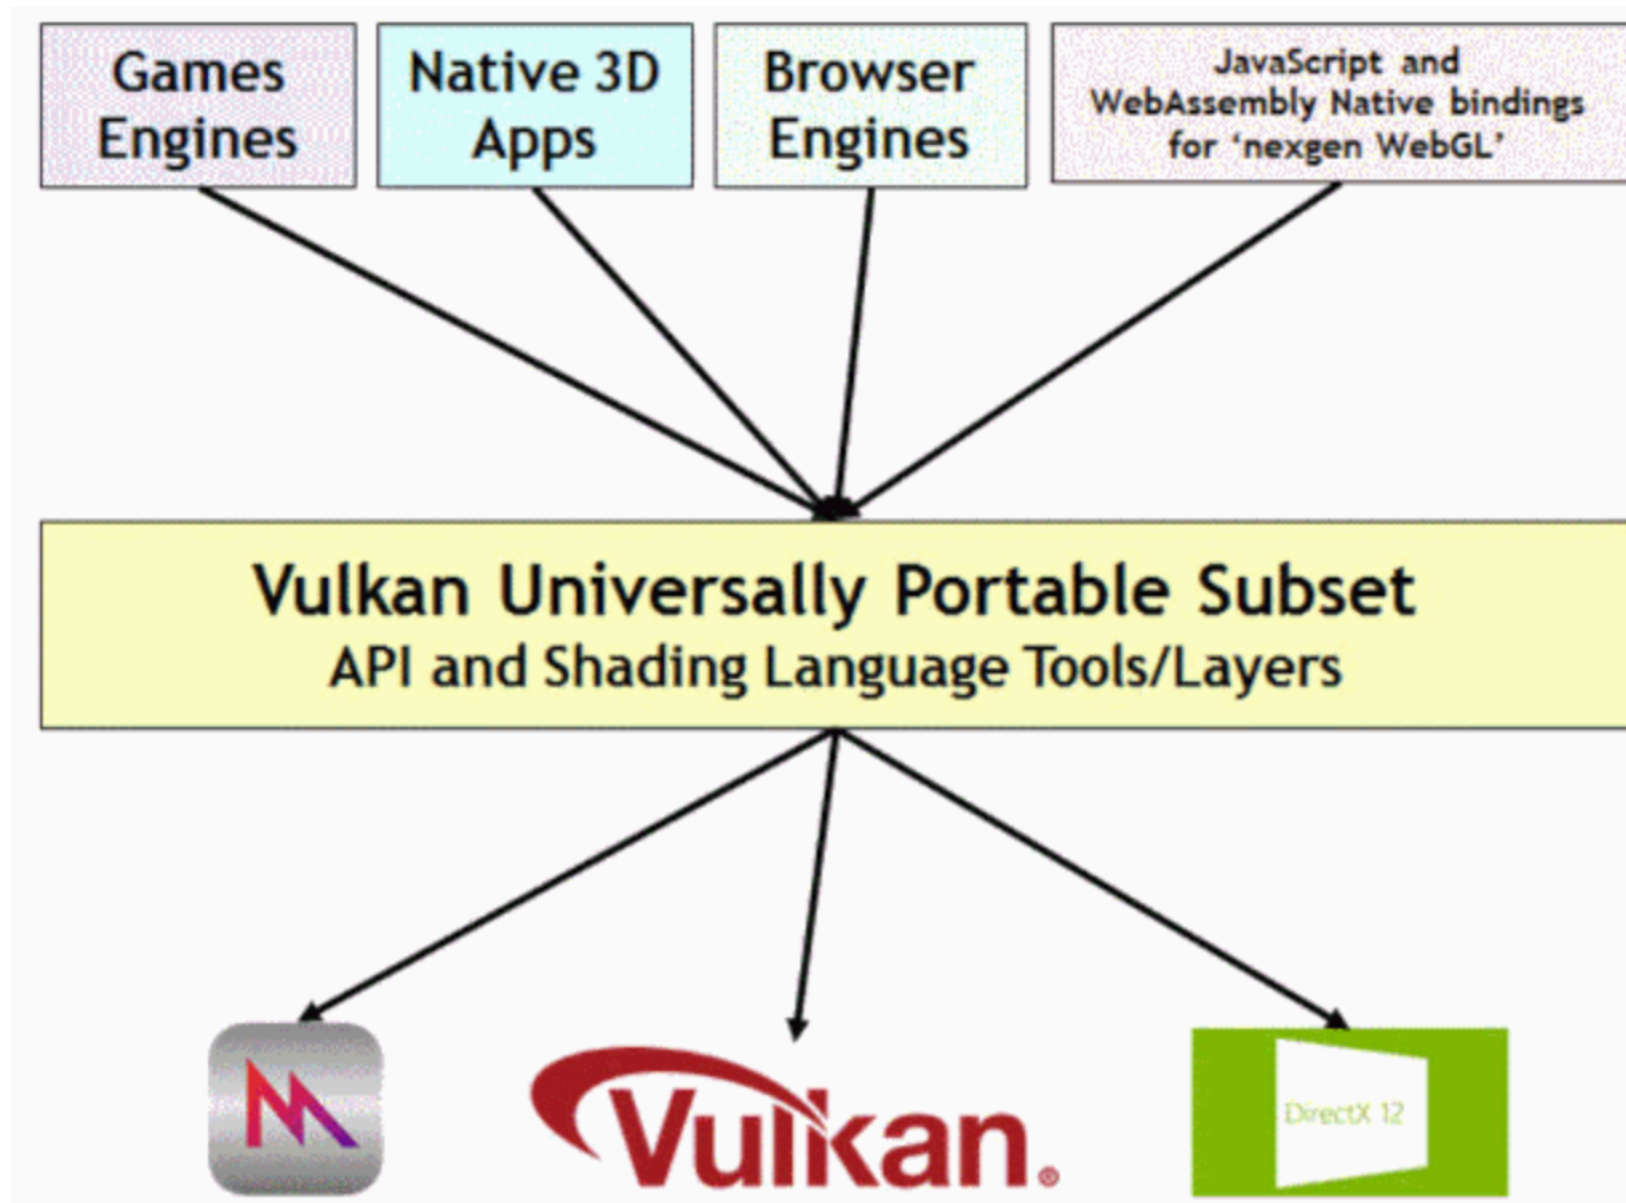 Games
Engines
Native 3D
Apps
Browser
Engines
JavaScript and
WebAssembly Native bindings
for ‘nexgen WebGL’
Vulkan Universally Portable Subset
API and Shading Language Tools/Layers
Vulkan®
DirectX 12